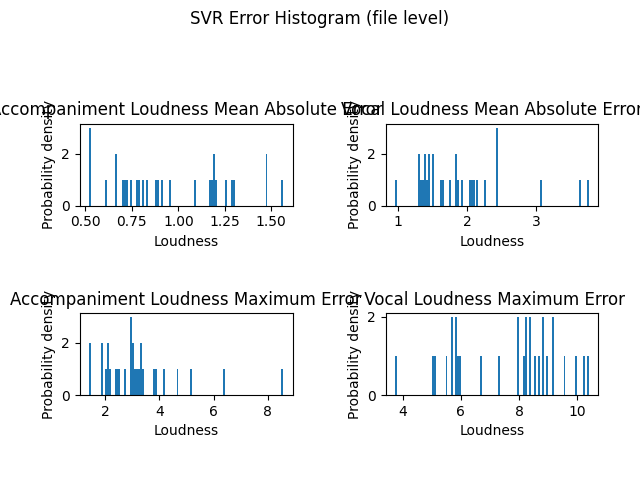 SVR Error Histogram (file level)
Accompaniment Loudness Mean Absolute Error
Vocal Loudness Mean Absolute Error
Probability density
2
0
0.50 0.75 1.00 1.25 1.50
Loudness
Probability density
2
0
1 2 3
Loudness
Accompaniment Loudness Maximum Error
Vocal Loudness Maximum Error
Probability density
2
0
2 4 6 8
Loudness
Probability density
2
1
0
4 6 8 10
Loudness